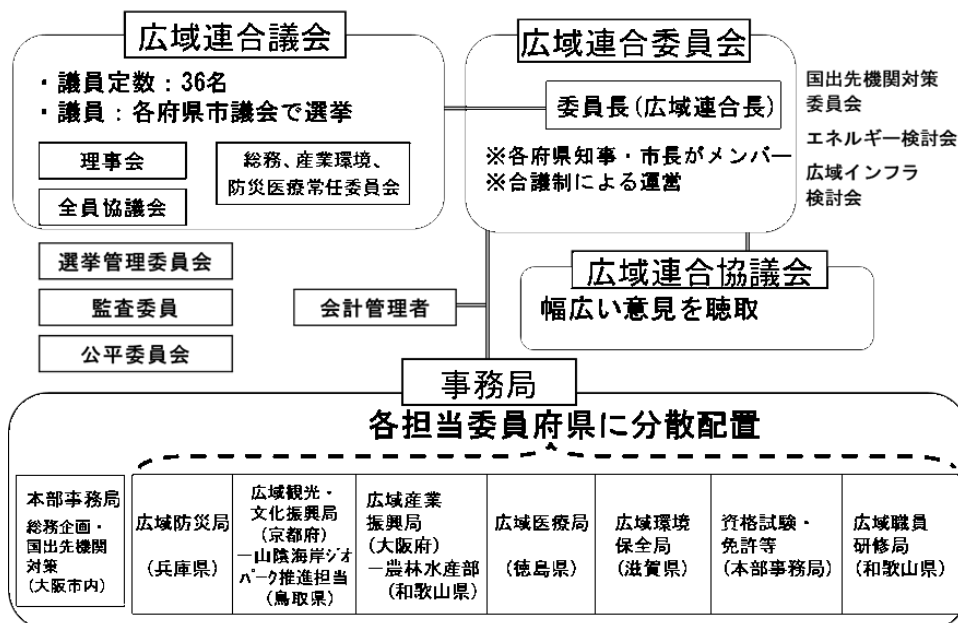 広域連合議会
・議員定数：36名
・議員：各府県市議会で選挙
理事会
全員協議会
総務、産業環境、
防災医療常任委員会
広域連合委員会
委員長(広域連合長)
※各府県知事・市長がメンバー
※合議制による運営
国出先機関対策
委員会
エネルギー検討会
広域インフラ
検討会
選挙管理委員会
監査委員
公平委員会
会計管理者
広域連合協議会
幅広い意見を聴取
事務局
各担当委員府県に分散配置
本部事務局
総務企画・
国出先機関
対策
(大阪市内)
広域防災局
(兵庫県)
広域観光・
文化振興局
(京都府)
―山陰海岸ジオ
パーク推進担当
(鳥取県)
広域産業
振興局
(大阪府)
―農林水産部
(和歌山県)
広域医療局
(徳島県)
広域環境
保全局
(滋賀県)
資格試験・
免許等
(本部事務局)
広域職員
研修局
(和歌山県)